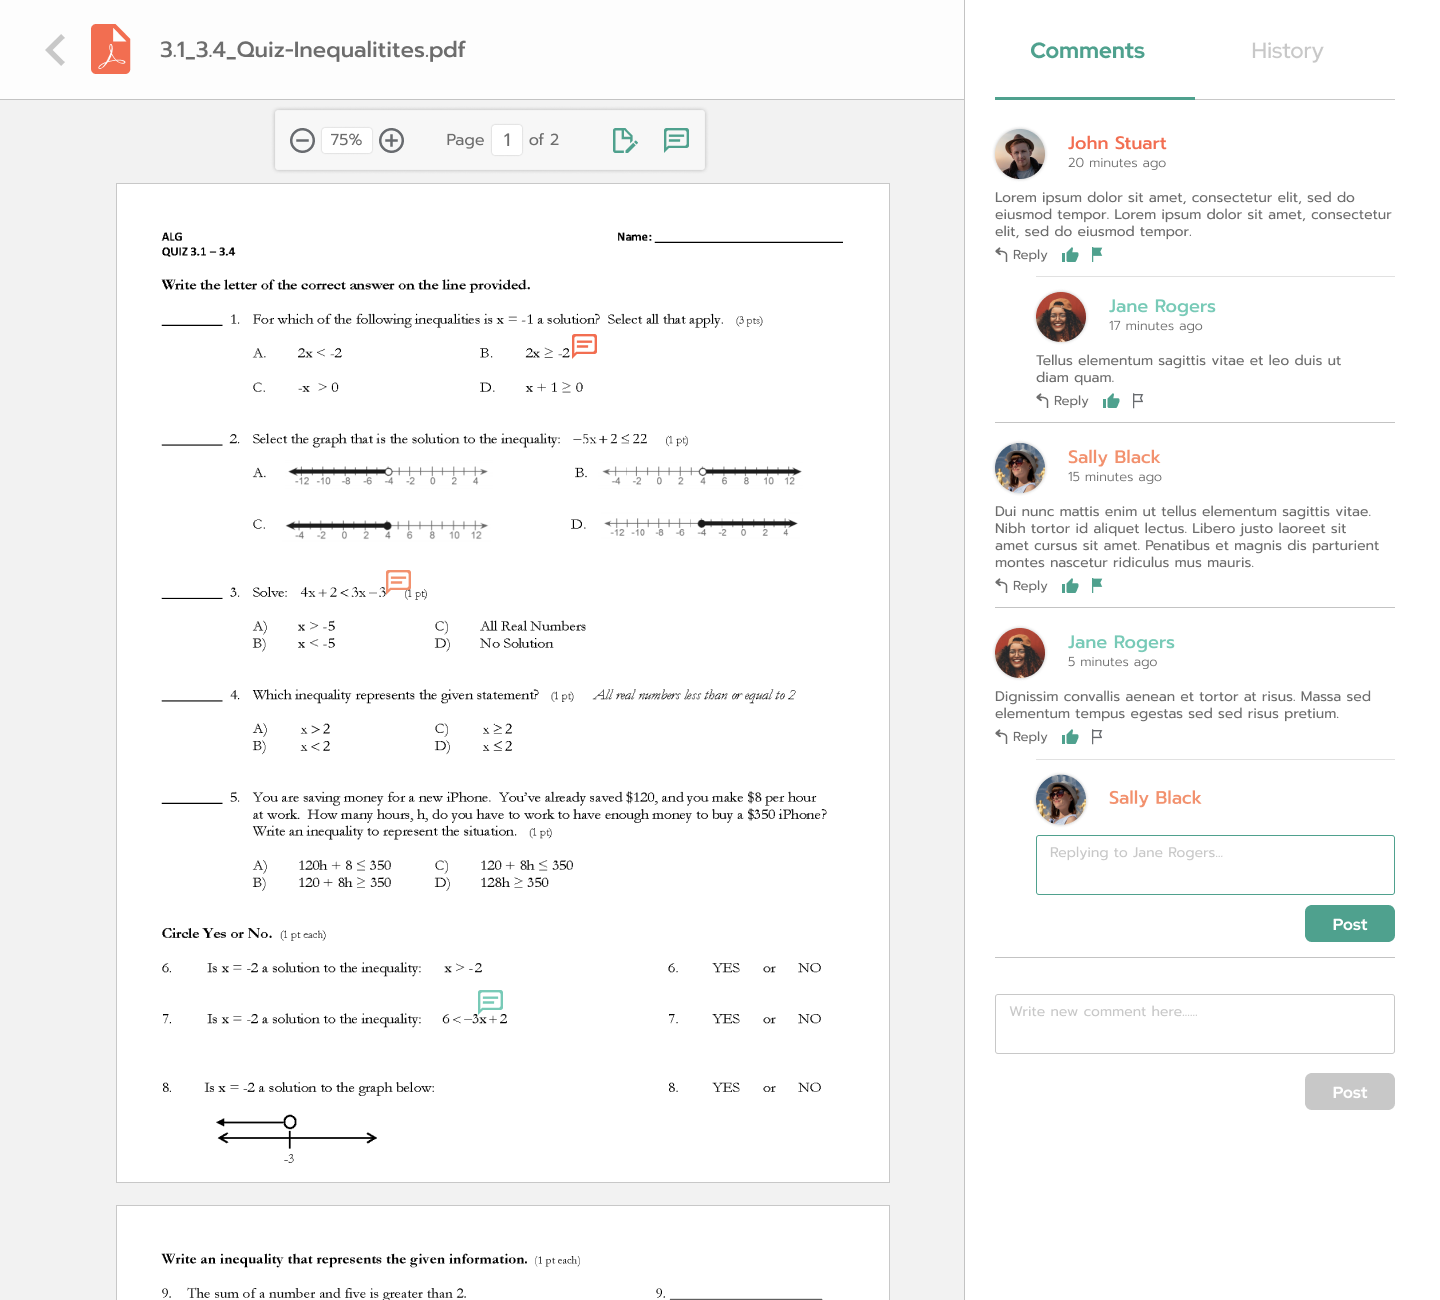 3.1_3.4_Quiz-Inequalitites.pdf
Comments History
75% Page 1 of 2
ALG
QUIZ 3.1 – 3.4
Name:
Write the letter of the correct answer on the line provided.
1. For which of the following inequalities is x = -1 a solution? Select all that apply. (3 pts)
A. 2x < -2 B. 2x ≥ -2
C. -x > 0 D. x + 1 ≥ 0
2. Select the graph that is the solution to the inequality: −5x + 2 ≤ 22 (1 pt)
A. B.
-12 -10 -8 -6 -4 -2 0 2 4 -4 -2 0 2 4 6 8 10 12
C. D.
-4 -2 0 2 4 6 8 10 12 -12 -10 -8 -6 -4 -2 0 2 4
3. Solve: 4x + 2 < 3x − 3 (1 pt)
A) x > -5 C) All Real Numbers
B) x < -5 D) No Solution
4. Which inequality represents the given statement? (1 pt) All real numbers less than or equal to 2
A) x > 2 C) x ≥ 2
B) x < 2 D) x ≤ 2
5. You are saving money for a new iPhone. You’ve already saved $120, and you make $8 per hour
at work. How many hours, h, do you have to work to have enough money to buy a $350 iPhone?
Write an inequality to represent the situation. (1 pt)
A) 120h + 8 ≤ 350 C) 120 + 8h ≤ 350
B) 120 + 8h ≥ 350 D) 128h ≥ 350
Circle Yes or No. (1 pt each)
6. Is x = -2 a solution to the inequality: x > -2 6. YES or NO
7. Is x = -2 a solution to the inequality: 6 < −3x + 2 7. YES or NO
8. Is x = -2 a solution to the graph below: 8. YES or NO
-3
Write an inequality that represents the given information. (1 pt each)
9. The sum of a number and five is greater than 2. 9.
John Stuart
20 minutes ago
Lorem ipsum dolor sit amet, consectetur elit, sed do
eiusmod tempor. Lorem ipsum dolor sit amet, consectetur
elit, sed do eiusmod tempor.
Reply
Jane Rogers
17 minutes ago
Tellus elementum sagittis vitae et leo duis ut
diam quam.
Reply
Sally Black
15 minutes ago
Dui nunc mattis enim ut tellus elementum sagittis vitae.
Nibh tortor id aliquet lectus. Libero justo laoreet sit
amet cursus sit amet. Penatibus et magnis dis parturient
montes nascetur ridiculus mus mauris.
Reply
Jane Rogers
5 minutes ago
Dignissim convallis aenean et tortor at risus. Massa sed
elementum tempus egestas sed sed risus pretium.
Reply
Sally Black
Replying to Jane Rogers...
Post
Write new comment here......
Post